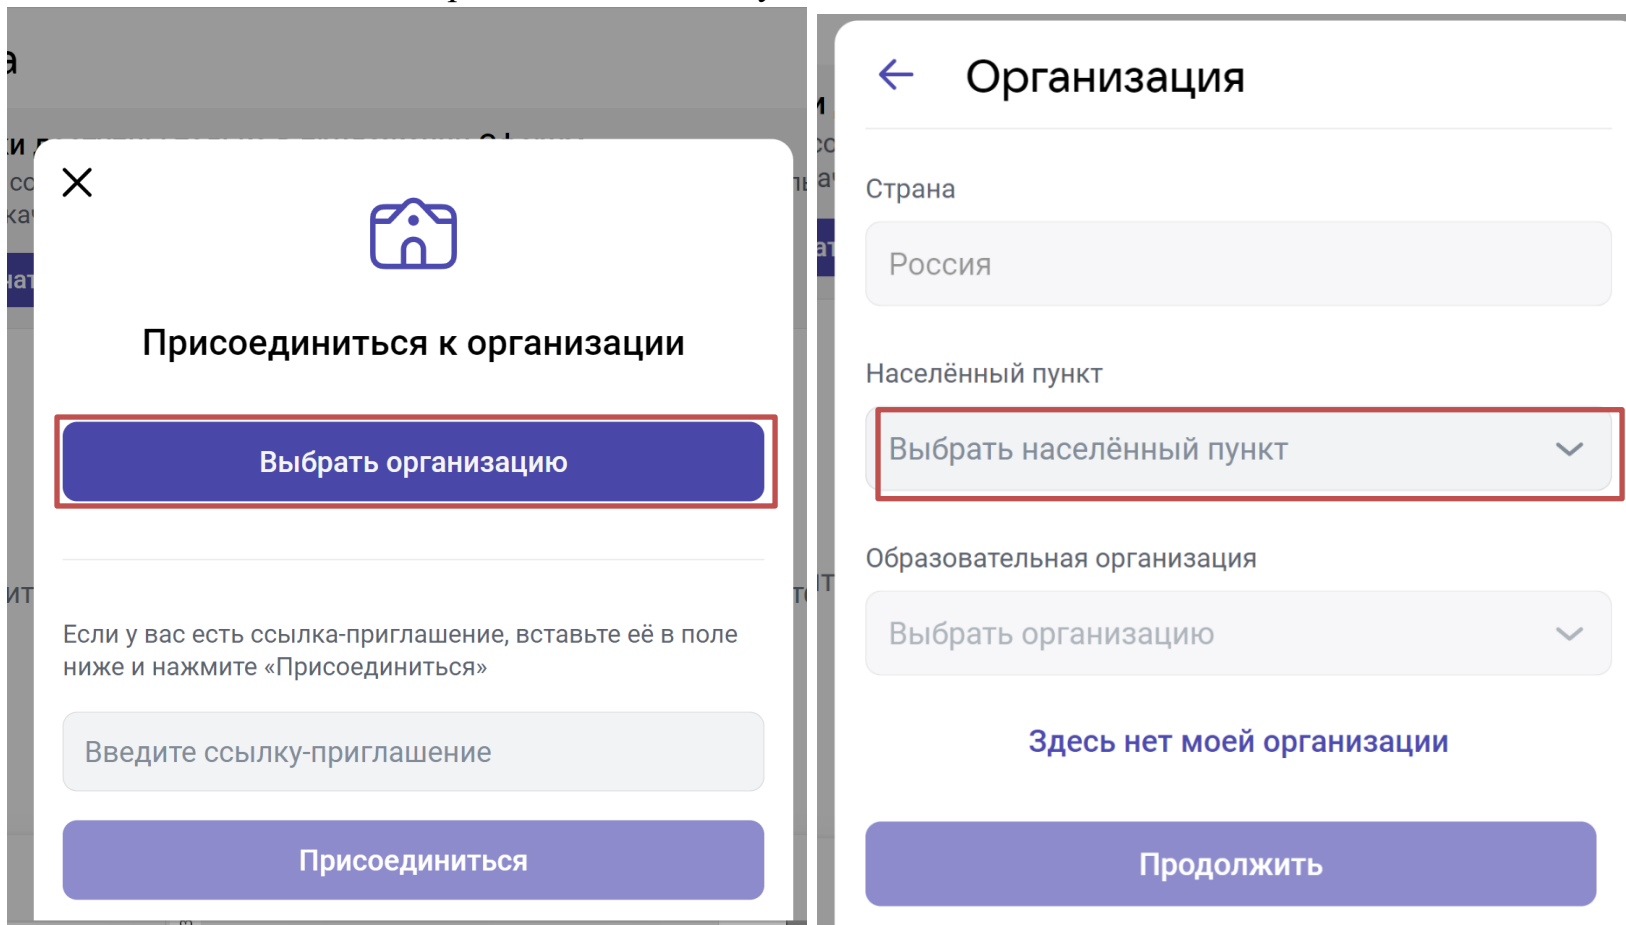 Присоединиться к организации
Выбрать организацию
Если у вас есть ссылка-приглашение, вставьте её в поле
ниже и нажмите «Присоединиться»
Введите ссылку-приглашение
Присоединиться
Организация
Страна
Россия
Населённый пункт
Выбрать населённый пункт
Образовательная организация
Выбрать организацию
Здесь нет моей организации
Продолжить